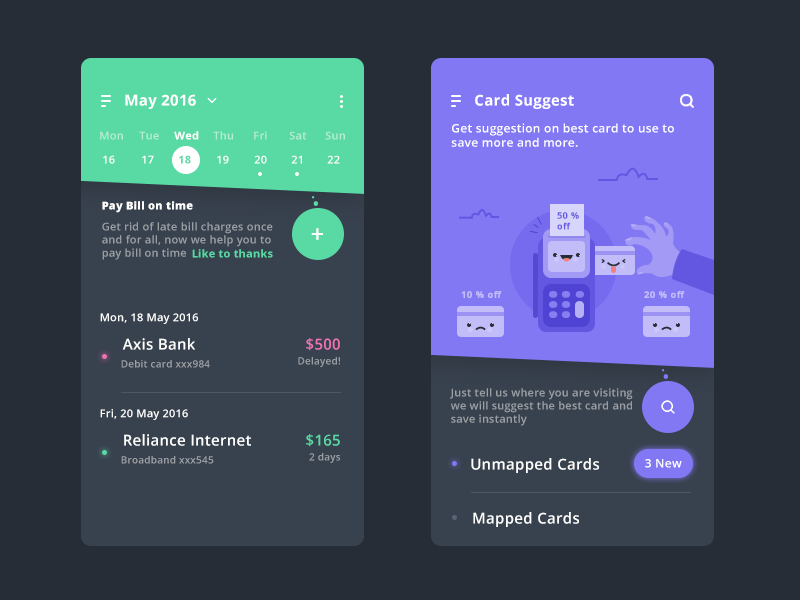 May 2016
Mon Tue Wed Thu Fri Sat Sun
16 17 18 19 20 21 22
Pay Bill on time
Get rid of late bill charges once
and for all, now we help you to
pay bill on time Like to thanks
Mon, 18 May 2016
Axis Bank $500
Debit card xxx984 Delayed!
Fri, 20 May 2016
Reliance Internet $165
Broadband xxx545 2 days
Card Suggest
Get suggestion on best card to use to
save more and more.
50 %
off
10 % off
20 % off
Just tell us where you are visiting
we will suggest the best card and
save instantly
Unmapped Cards 3 New
Mapped Cards